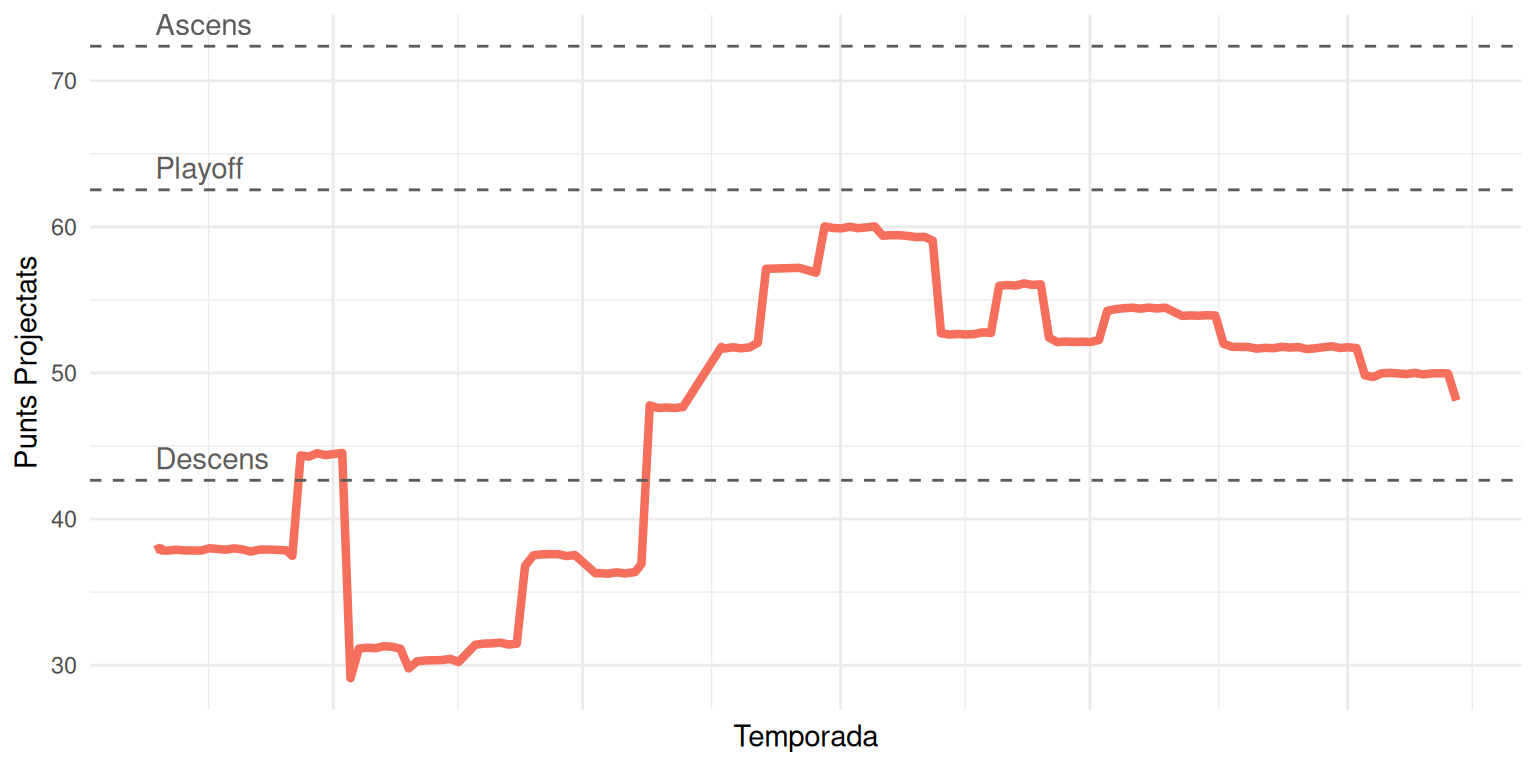 Ascens
70
Playoff
60
Punts Projectats
50
Descens
40
30
Temporada